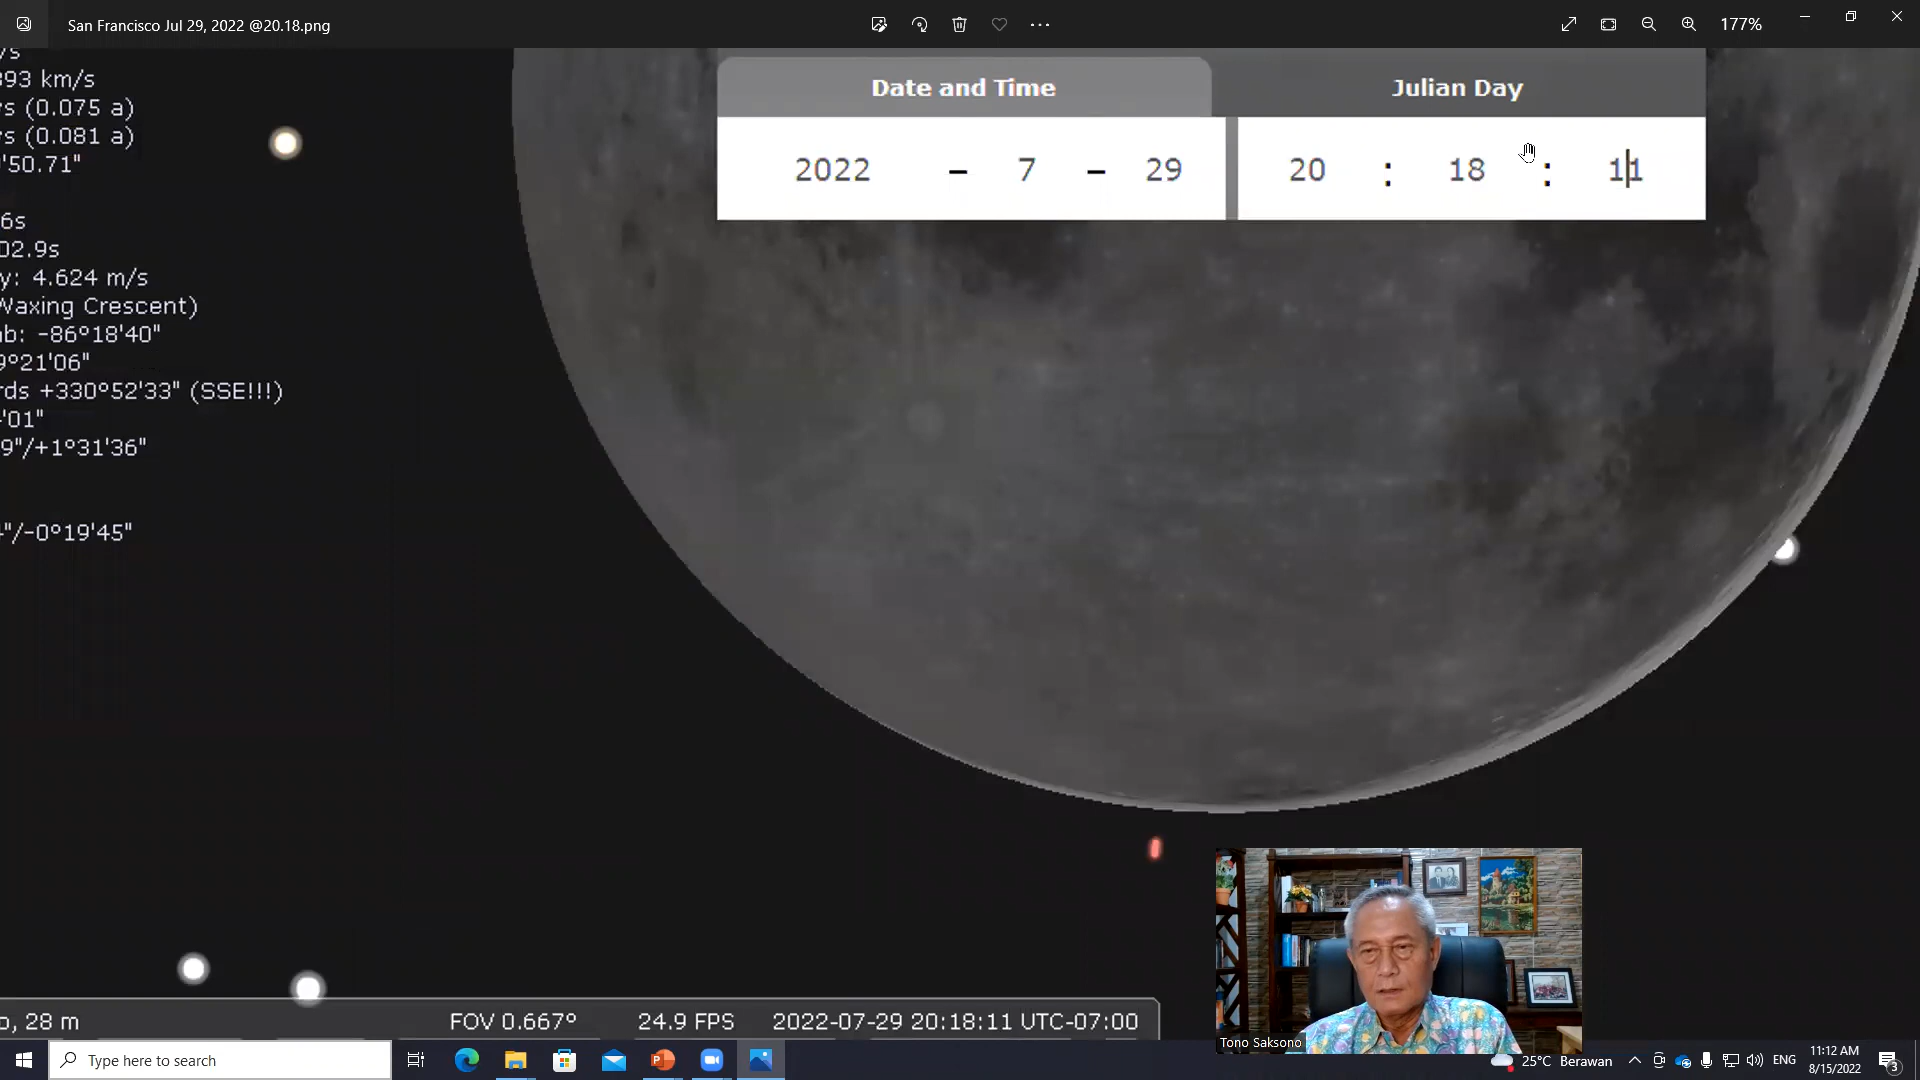 San Francisco Jul 29, 2022 @20.18.png
177%
393 km/s
(0.075 a)
(0.081 a)
'50.71"
6s
02.9s
y: 4.624 m/s
Waxing Crescent)
-86°18'40"
9°21'06"
rds +330°52'33" (SSE!!!)
'01"
9"/+1°31'36"
"/-0°19'45"
Date and Time
Julian Day
2022 - 7 - 29
20 : 18 : 11
28 m
FOV 0.667°
24.9 FPS
2022-07-29 20:18:11 UTC-07:00
Tono Saksono
Type here to search
25°C Berawan
ENG
11:12 AM
8/15/2022
3